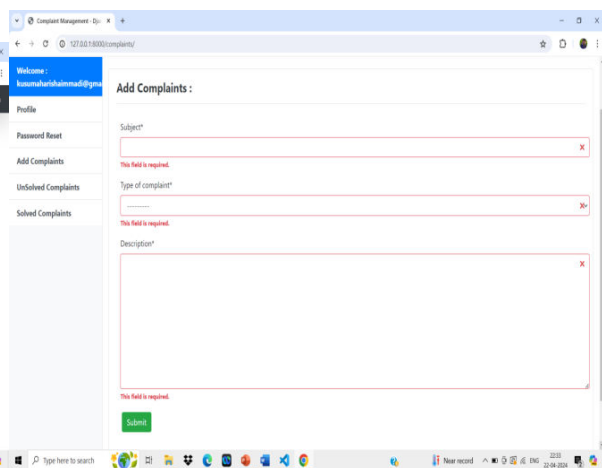 Complaint Management - Dj
127.0.0.1:8000/complaints/
Welcome :
kusumaharishaimmadi@gma
Profile
Password Reset
Add Complaints
UnSolved Complaints
Solved Complaints
Add Complaints :
Subject*
This field is required.
Type of complaint*
---------
This field is required.
Description*
This field is required.
Submit
Type here to search
Near record
ENG
22:33
22-04-2024